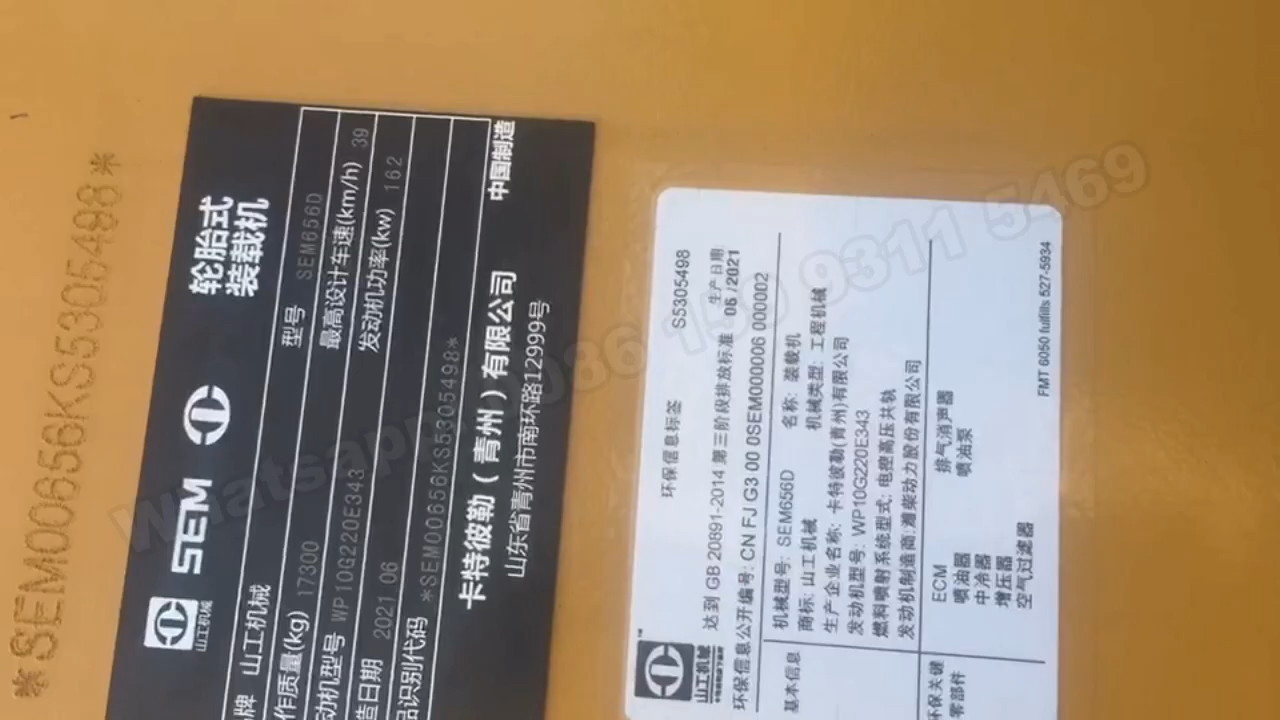 *SEM00656KS5305498*
山工机械
SEM
轮胎式
装载机
牌 山工机械
型号 SEM656D
作质量(kg) 17300
最高设计车速(km/h) 39
动机型号 WP10G220E343
发动机功率(kw) 162
造日期 2021 06
品识别代码 *SEM00656KS5305498*
卡特彼勒(青州)有限公司
中国制造
山东省青州市南环路12999号
山工机械
环保信息标签
S5305498
达到 GB 20891-2014 第三阶段排放标准
生产日期
06 /2021
环保信息公开编号: CN FJ G3 00 0SEM000006 000002
基本信息
机械型号: SEM656D
名称: 装载机
商标: 山工机械
机械类型: 工程机械
生产企业名称: 卡特彼勒(青州)有限公司
发动机型号: WP10G220E343
燃料喷射系统型式: 电控高压共轨
发动机制造商:潍柴动力股份有限公司
环保关键
零部件
ECM
排气消声器
喷油器
喷油泵
中冷器
增压器
空气过滤器
FMT 6050 fulfills 527-5934
Whatsapp: 0086 159 9311 5469